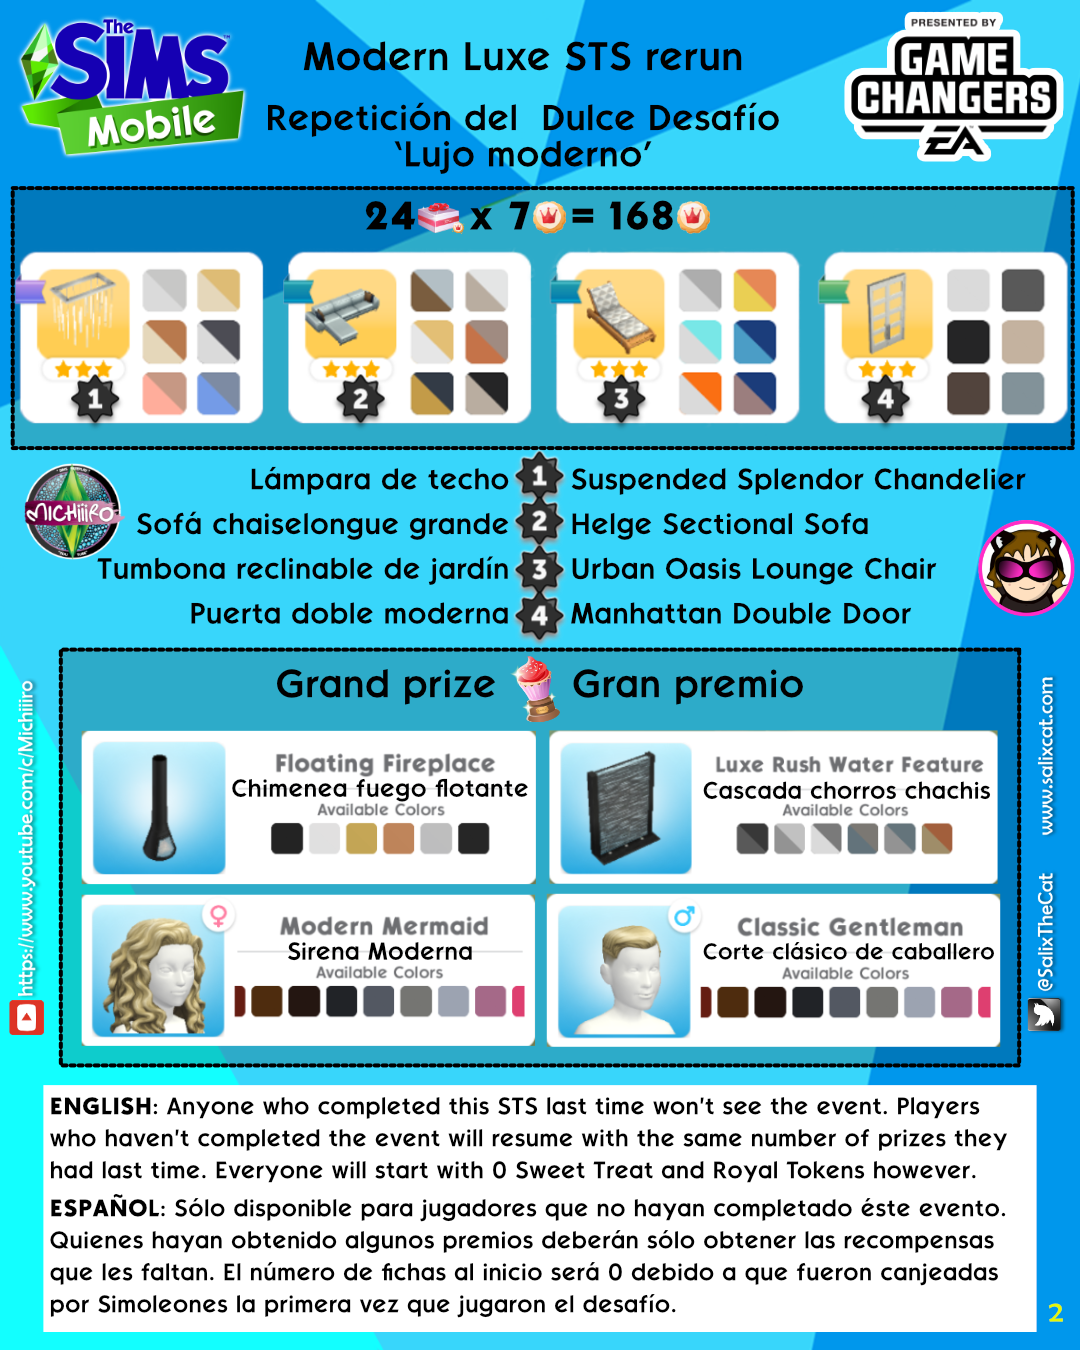 The SiMS Mobile
Modern Luxe STS rerun
Repetición del Dulce Desafío
‘Lujo moderno’
PRESENTED BY
GAME
CHANGERS
EA
24 x 7 = 168
1 2 3 4
Lámpara de techo 1 Suspended Splendor Chandelier
Sofá chaiselongue grande 2 Helge Sectional Sofa
Tumbona reclinable de jardín 3 Urban Oasis Lounge Chair
Puerta doble moderna 4 Manhattan Double Door
MICHIIIRO
Grand prize Gran premio
Floating Fireplace
Chimenea fuego flotante
Available Colors
Luxe Rush Water Feature
Cascada chorros chachis
Available Colors
Modern Mermaid
Sirena Moderna
Available Colors
Classic Gentleman
Corte clásico de caballero
Available Colors
https://www.youtube.com/c/Michiiiro
www.salixcat.com
@SalixTheCat
ENGLISH: Anyone who completed this STS last time won't see the event. Players
who haven't completed the event will resume with the same number of prizes they
had last time. Everyone will start with 0 Sweet Treat and Royal Tokens however.
ESPAÑOL: Sólo disponible para jugadores que no hayan completado éste evento.
Quienes hayan obtenido algunos premios deberán sólo obtener las recompensas
que les faltan. El número de fichas al inicio será 0 debido a que fueron canjeadas
por Simoleones la primera vez que jugaron el desafío.
2